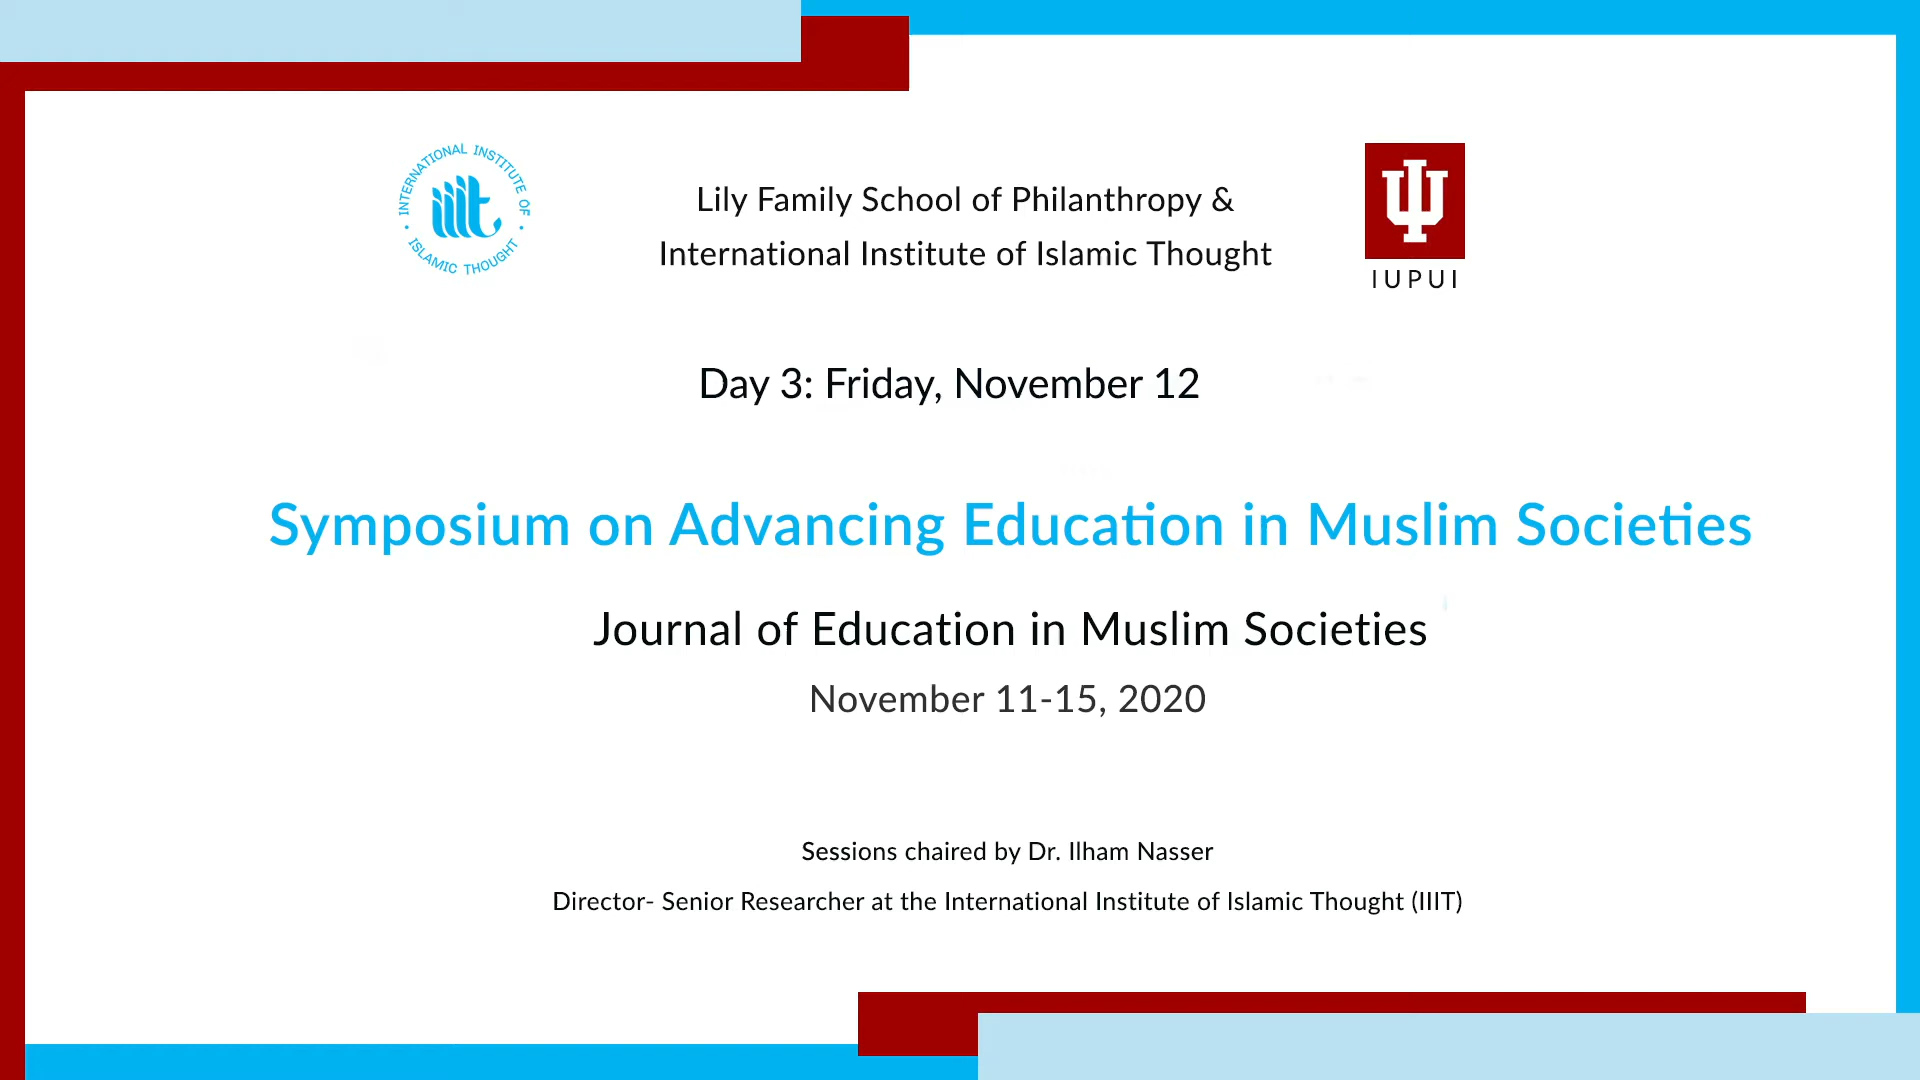 INTERNATIONAL INSTITUTE OF
• ISLAMIC THOUGHT •
iiit
Lily Family School of Philanthropy &
International Institute of Islamic Thought
IUPUI
Day 3: Friday, November 12
Symposium on Advancing Education in Muslim Societies
Journal of Education in Muslim Societies
November 11-15, 2020
Sessions chaired by Dr. Ilham Nasser
Director- Senior Researcher at the International Institute of Islamic Thought (IIIT)